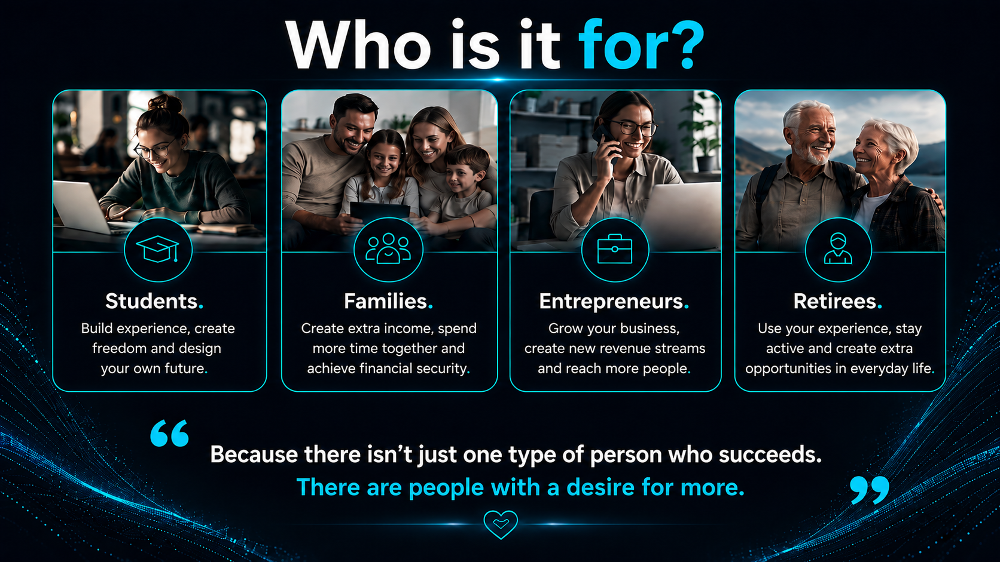 Who is it for?
Students.
Build experience, create
freedom and design
your own future.
Families.
Create extra income, spend
more time together and
achieve financial security.
Entrepreneurs.
Grow your business,
create new revenue streams
and reach more people.
Retirees.
Use your experience, stay
active and create extra
opportunities in everyday life.
“Because there isn’t just one type of person who succeeds.
There are people with a desire for more.”